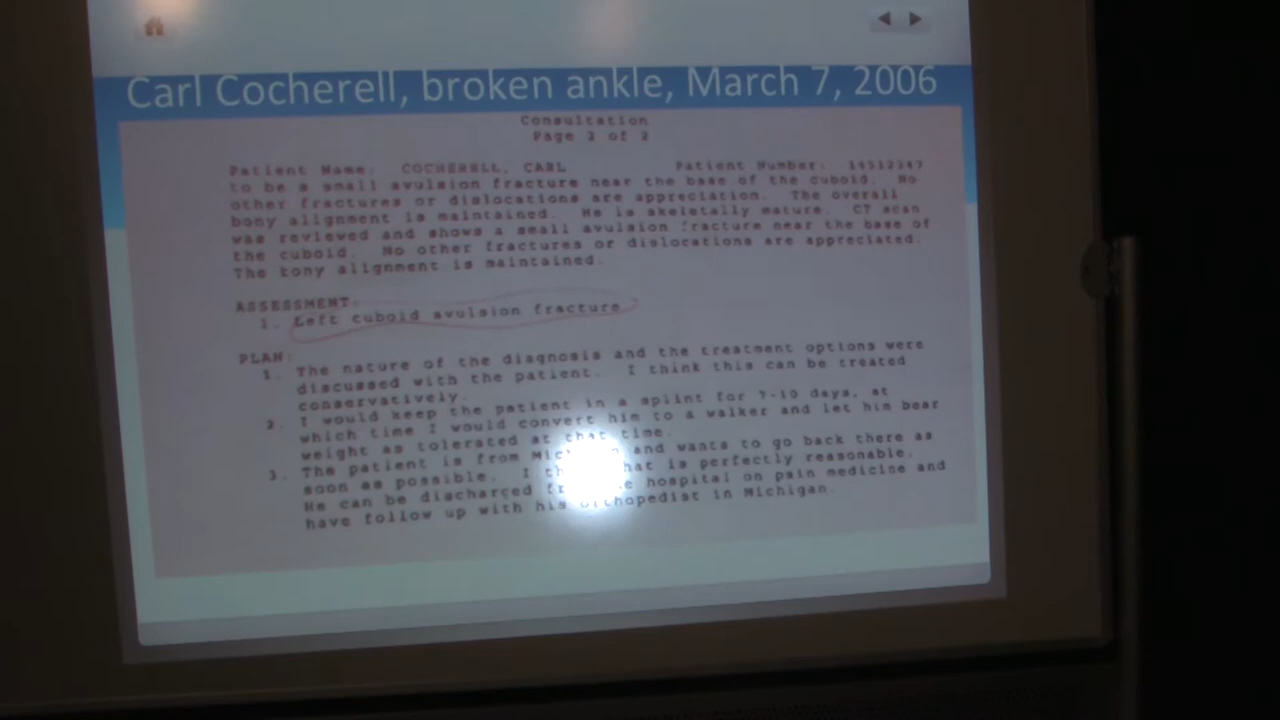 Carl Cocherell, broken ankle, March 7, 2006
Consultation
Page 2 of 2
Patient Name: COCHERELL, CARL Patient Number: 14512347
to be a small avulsion fracture near the base of the cuboid. No
other fractures or dislocations are appreciation. The overall
bony alignment is maintained. He is skeletally mature. CT scan
was reviewed and shows a small avulsion fracture near the base of
the cuboid. No other fractures or dislocations are appreciated.
The bony alignment is maintained.
ASSESSMENT:
1. Left cuboid avulsion fracture
PLAN:
1. The nature of the diagnosis and the treatment options were
discussed with the patient. I think this can be treated
conservatively.
2. I would keep the patient in a splint for 7-10 days, at
which time I would convert him to a walker and let him bear
weight as tolerated at that time.
3. The patient is from and wants to go back there as
soon as possible. I that is perfectly reasonable.
He can be discharged hospital on pain medicine and
have follow up with his orthopedist in Michigan.